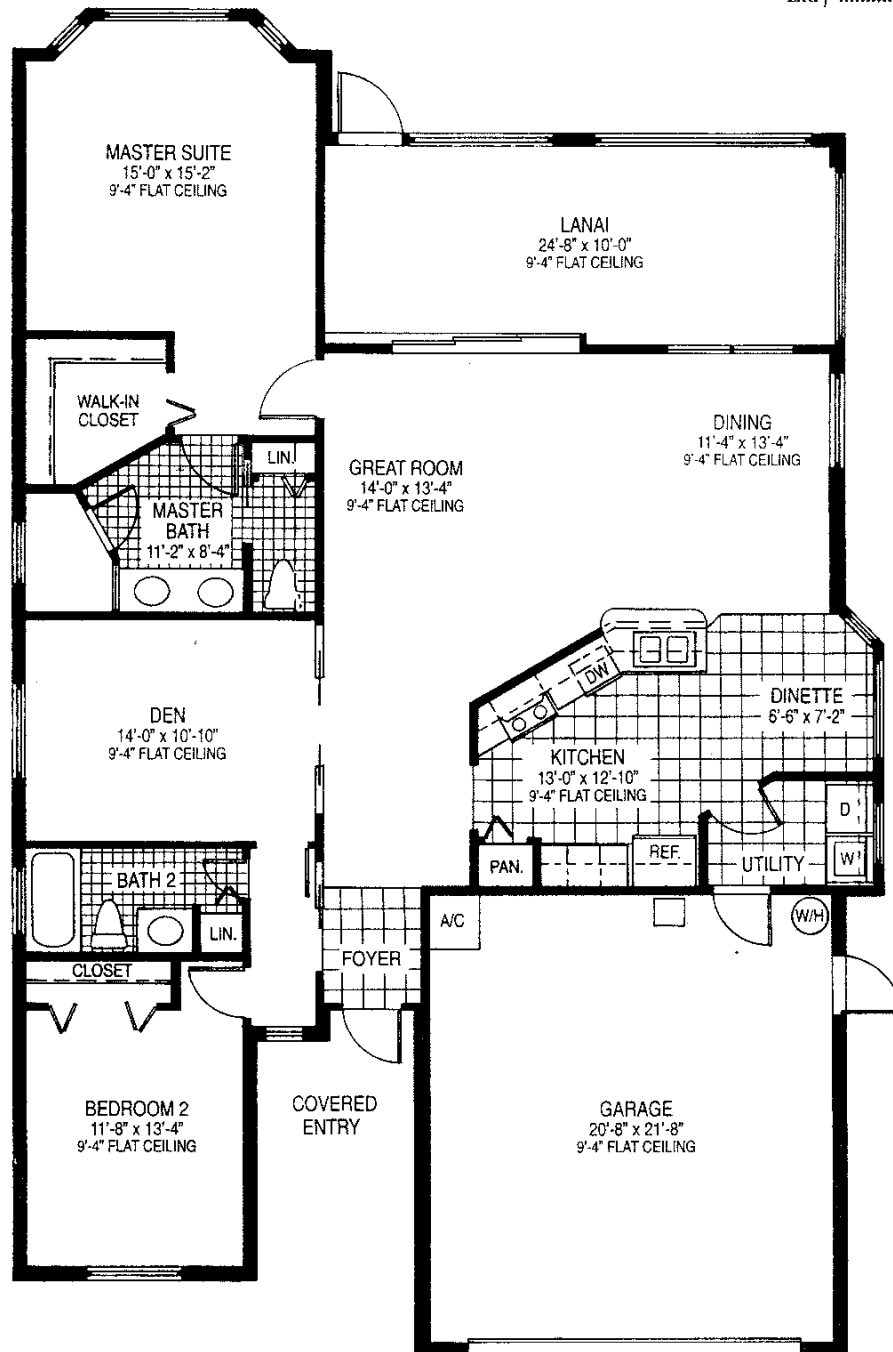 MASTER SUITE
15'-0" x 15'-2"
9'-4" FLAT CEILING
LANAI
24'-8" x 10'-0"
9'-4" FLAT CEILING
WALK-IN
CLOSET
DINING
11'-4" x 13'-4"
9'-4" FLAT CEILING
LIN.
GREAT ROOM
14'-0" x 13'-4"
9'-4" FLAT CEILING
MASTER
BATH
11'-2" x 8'-4"
DW
DINETTE
6'-6" x 7'-2"
DEN
14'-0" x 10'-10"
9'-4" FLAT CEILING
KITCHEN
13'-0" x 12'-10"
9'-4" FLAT CEILING
D
W
REF.
PAN.
UTILITY
BATH 2
LIN.
A/C
W/H
FOYER
CLOSET
BEDROOM 2
11'-8" x 13'-4"
9'-4" FLAT CEILING
COVERED
ENTRY
GARAGE
20'-8" x 21'-8"
9'-4" FLAT CEILING